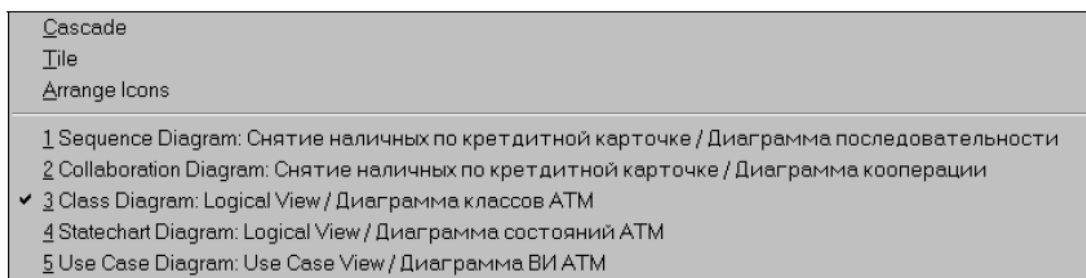 Cascade
Tile
Arrange Icons
1 Sequence Diagram: Снятие наличных по кретдитной карточке / Диаграмма последовательности
2 Collaboration Diagram: Снятие наличных по кретдитной карточке / Диаграмма кооперации
✔ 3 Class Diagram: Logical View / Диаграмма классов АТМ
4 Statechart Diagram: Logical View / Диаграмма состояний АТМ
5 Use Case Diagram: Use Case View / Диаграмма ВИ АТМ